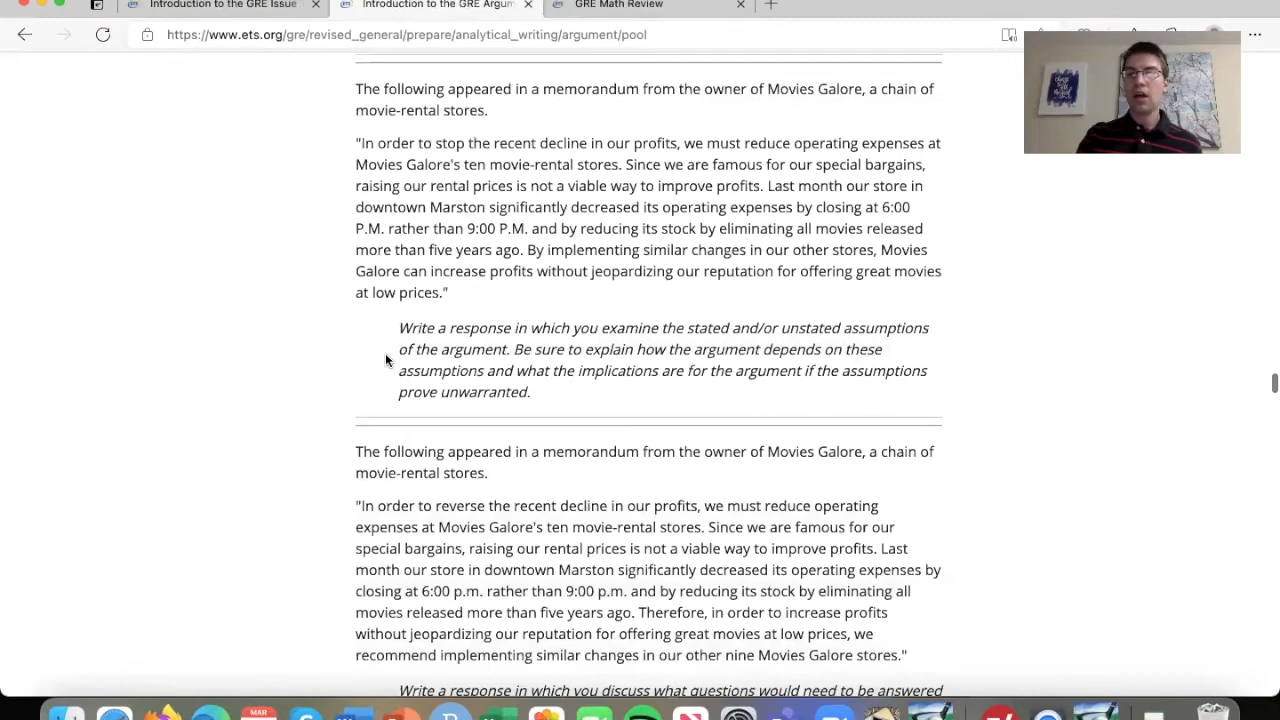 Introduction to the GRE Issue
Introduction to the GRE Argum
GRE Math Review
https://www.ets.org/gre/revised_general/prepare/analytical_writing/argument/pool
The following appeared in a memorandum from the owner of Movies Galore, a chain of
movie-rental stores.
"In order to stop the recent decline in our profits, we must reduce operating expenses at
Movies Galore's ten movie-rental stores. Since we are famous for our special bargains,
raising our rental prices is not a viable way to improve profits. Last month our store in
downtown Marston significantly decreased its operating expenses by closing at 6:00
P.M. rather than 9:00 P.M. and by reducing its stock by eliminating all movies released
more than five years ago. By implementing similar changes in our other stores, Movies
Galore can increase profits without jeopardizing our reputation for offering great movies
at low prices."
Write a response in which you examine the stated and/or unstated assumptions
of the argument. Be sure to explain how the argument depends on these
assumptions and what the implications are for the argument if the assumptions
prove unwarranted.
The following appeared in a memorandum from the owner of Movies Galore, a chain of
movie-rental stores.
"In order to reverse the recent decline in our profits, we must reduce operating
expenses at Movies Galore's ten movie-rental stores. Since we are famous for our
special bargains, raising our rental prices is not a viable way to improve profits. Last
month our store in downtown Marston significantly decreased its operating expenses by
closing at 6:00 p.m. rather than 9:00 p.m. and by reducing its stock by eliminating all
movies released more than five years ago. Therefore, in order to increase profits
without jeopardizing our reputation for offering great movies at low prices, we
recommend implementing similar changes in our other nine Movies Galore stores."
Write a response in which you discuss what questions would need to be answered
MAR